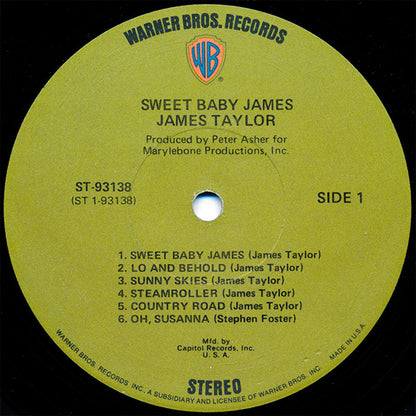 WARNER BROS. RECORDS
WB
®
SWEET BABY JAMES
JAMES TAYLOR
Produced by Peter Asher for
Marylebone Productions, Inc.
ST-93138
(ST 1-93138)
SIDE 1
1. SWEET BABY JAMES (James Taylor)
2. LO AND BEHOLD (James Taylor)
3. SUNNY SKIES (James Taylor)
4. STEAMROLLER (James Taylor)
5. COUNTRY ROAD (James Taylor)
6. OH, SUSANNA (Stephen Foster)
Mfd. by
Capitol Records, Inc.
U. S. A.
WARNER BROS. RECORDS INC. A SUBSIDIARY AND LICENSEE OF WARNER BROS. INC. MADE IN U.S.A.
STEREO